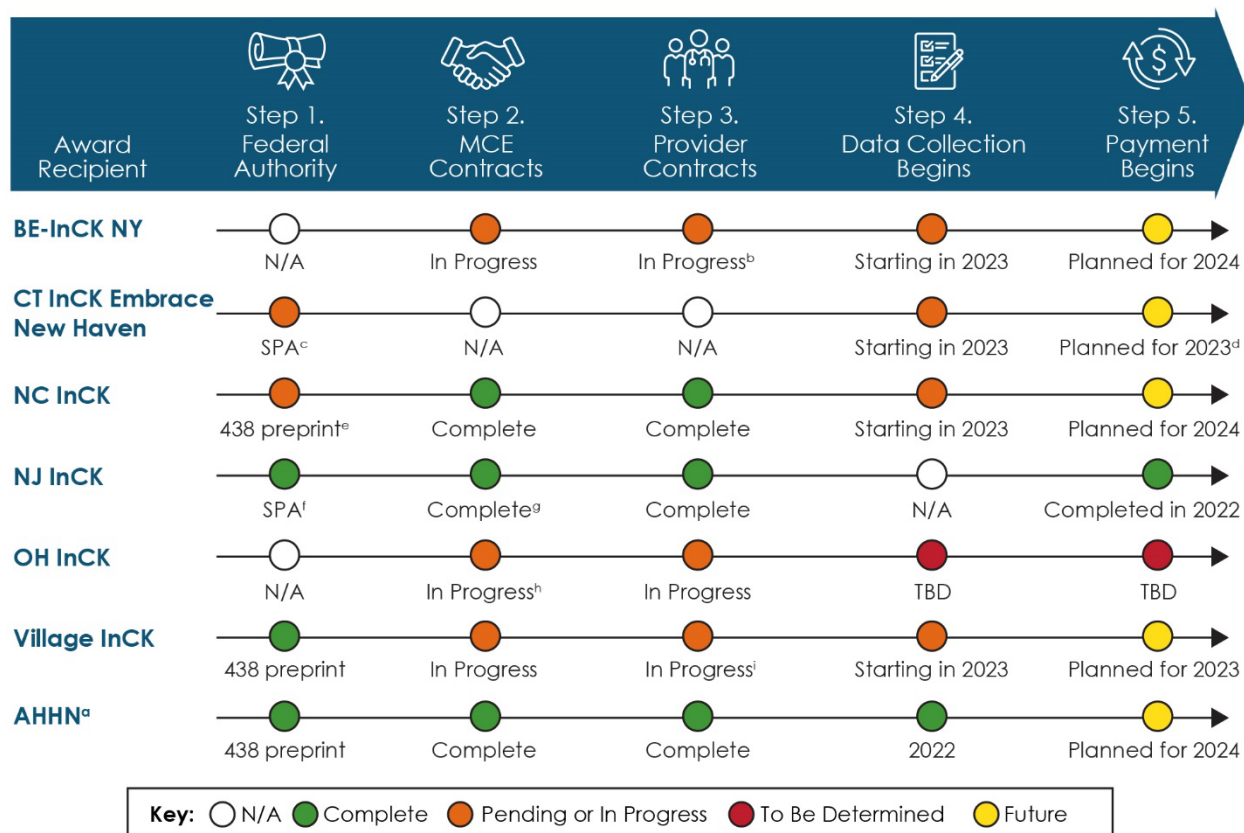 Award
Recipient
Step 1.
Federal
Authority
Step 2.
MCE
Contracts
Step 3.
Provider
Contracts
Step 4.
Data Collection
Begins
Step 5.
Payment
Begins
BE-InCK NY
N/A
In Progress
In Progressᵇ
Starting in 2023
Planned for 2024
CT InCK Embrace
New Haven
SPAᶜ
N/A
N/A
Starting in 2023
Planned for 2023ᵈ
NC InCK
438 preprintᵉ
Complete
Complete
Starting in 2023
Planned for 2024
NJ InCK
SPAᶠ
Completeᵍ
Complete
N/A
Completed in 2022
OH InCK
N/A
In Progressʰ
In Progress
TBD
TBD
Village InCK
438 preprint
In Progress
In Progressⁱ
Starting in 2023
Planned for 2023
AHHNᵃ
438 preprint
Complete
Complete
2022
Planned for 2024
Key: N/A Complete Pending or In Progress To Be Determined Future